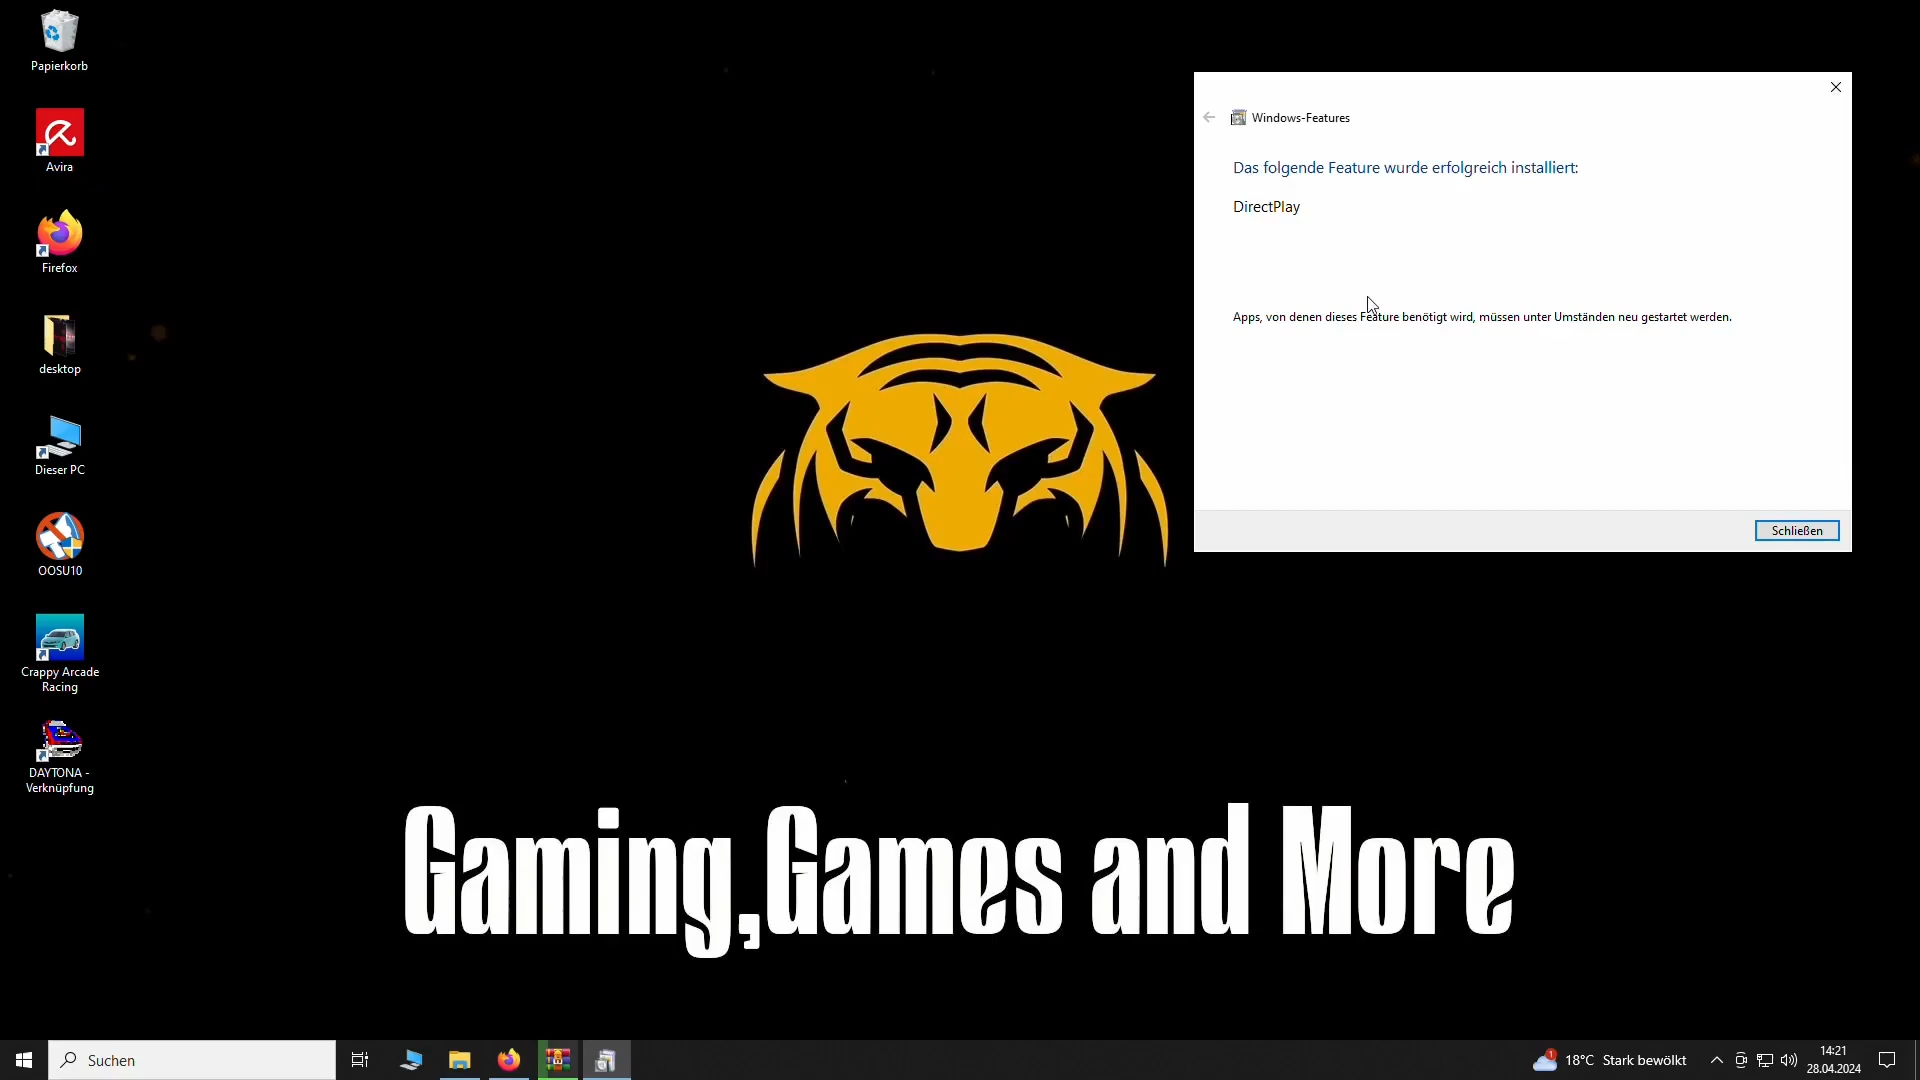 Papierkorb
Avira
Firefox
desktop
Dieser PC
OOSU10
Crappy Arcade
Racing
DAYTONA -
Verknüpfung
Windows-Features
Das folgende Feature wurde erfolgreich installiert:
DirectPlay
Apps, von denen dieses Feature benötigt wird, müssen unter Umständen neu gestartet werden.
Schließen
Gaming,Games and More
Suchen
1
18°C Stark bewölkt
14:21
28.04.2024